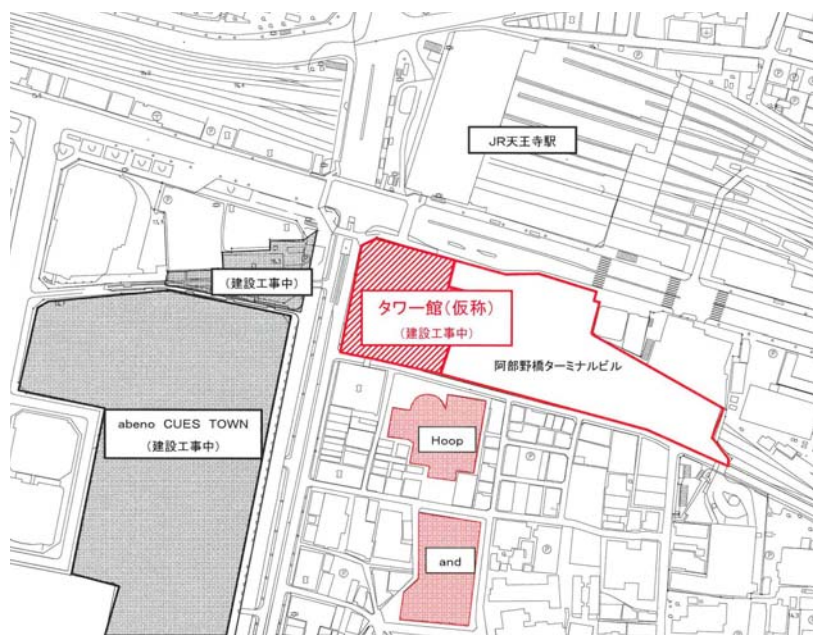 JR天王寺駅
(建設工事中)
タワー館(仮称)
(建設工事中)
阿部野橋ターミナルビル
abeno CUES TOWN
(建設工事中)
Hoop
and